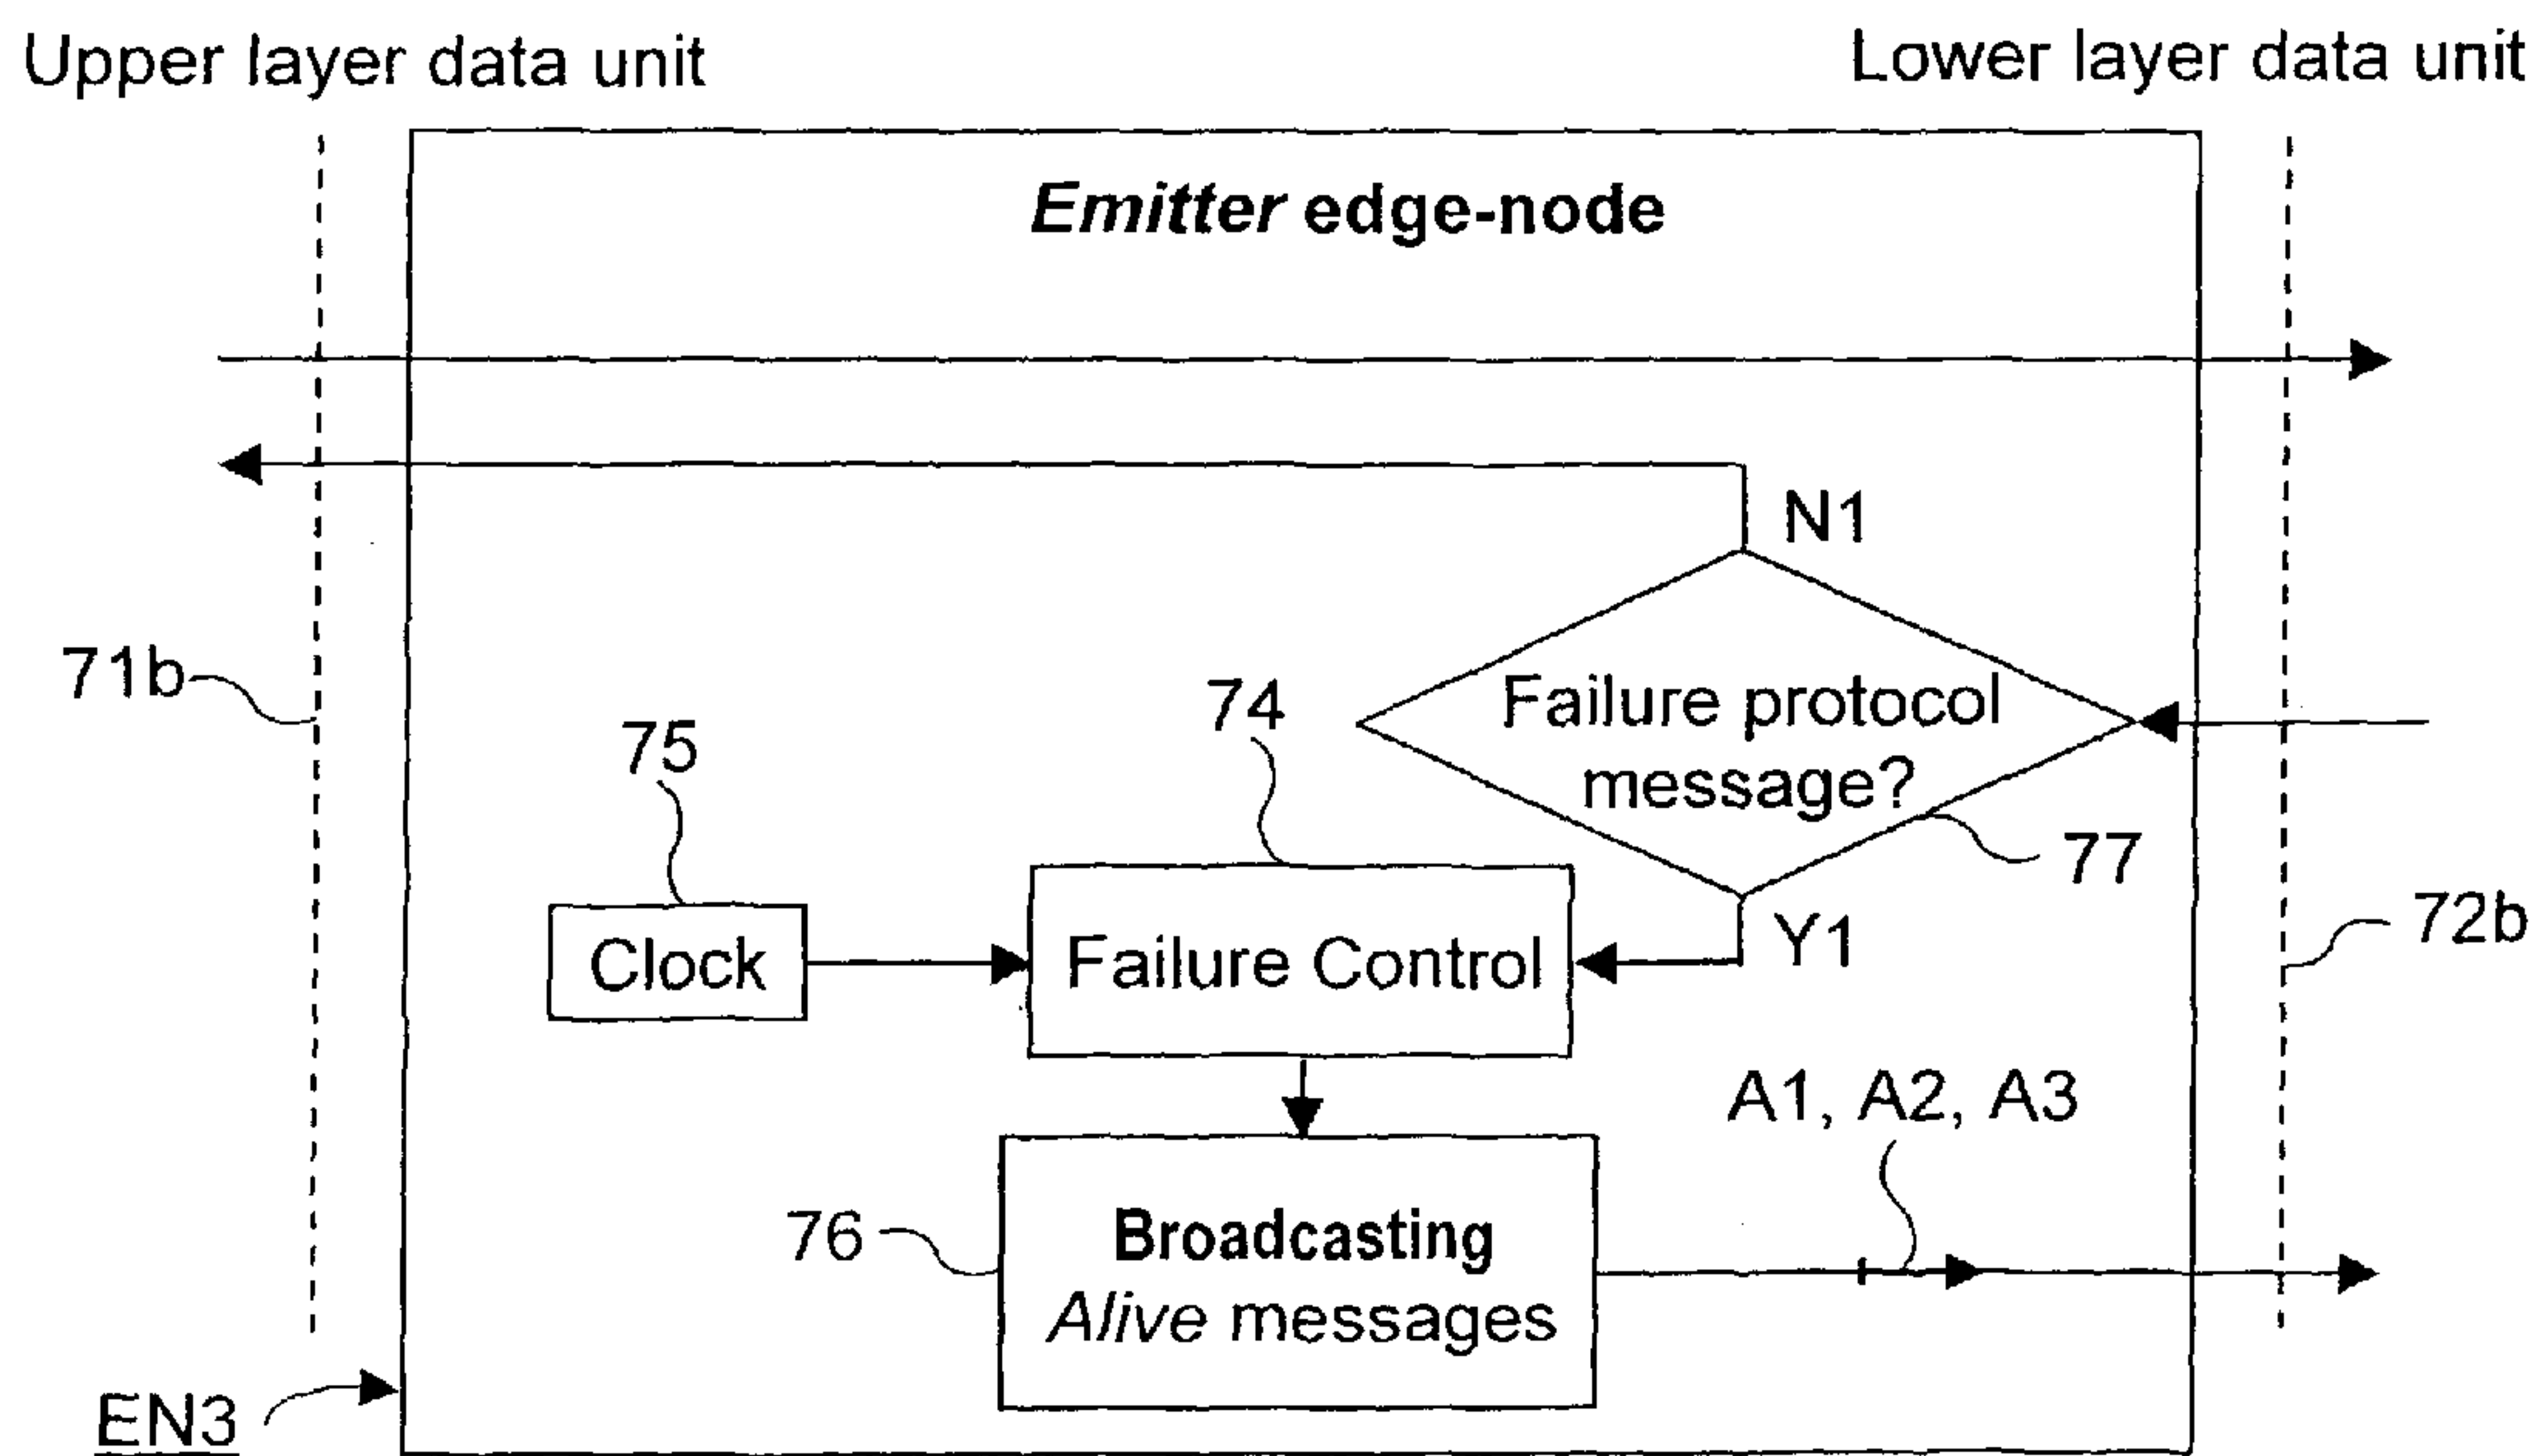 Upper layer data unit
Lower layer data unit
Emitter edge-node
N1
71b
Failure protocol
message?
74
75
77
72b
Clock
Failure Control
Y1
A1, A2, A3
76
Broadcasting
Alive messages
EN3